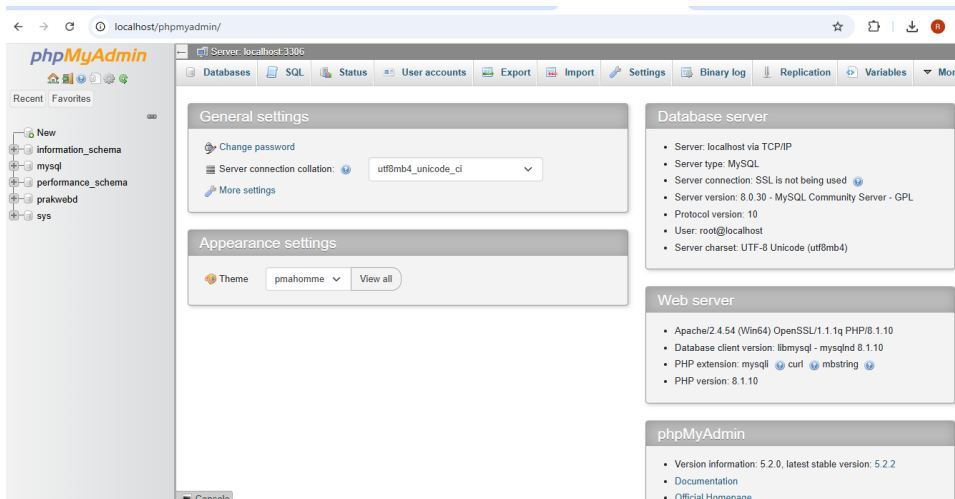 localhost/phpmyadmin/
R
phpMyAdmin
Recent Favorites
New
information_schema
mysql
performance_schema
prakwebd
sys
Server: localhost:3306
Databases SQL Status User accounts Export Import Settings Binary log Replication Variables Mor
General settings
Change password
Server connection collation: utf8mb4_unicode_ci
More settings
Appearance settings
Theme pmahomme View all
Database server
Server: localhost via TCP/IP
Server type: MySQL
Server connection: SSL is not being used
Server version: 8.0.30 - MySQL Community Server - GPL
Protocol version: 10
User: root@localhost
Server charset: UTF-8 Unicode (utf8mb4)
Web server
Apache/2.4.54 (Win64) OpenSSL/1.1.1q PHP/8.1.10
Database client version: libmysql - mysqlnd 8.1.10
PHP extension: mysqli curl mbstring
PHP version: 8.1.10
phpMyAdmin
Version information: 5.2.0, latest stable version: 5.2.2
Documentation
Official Homepage
Console